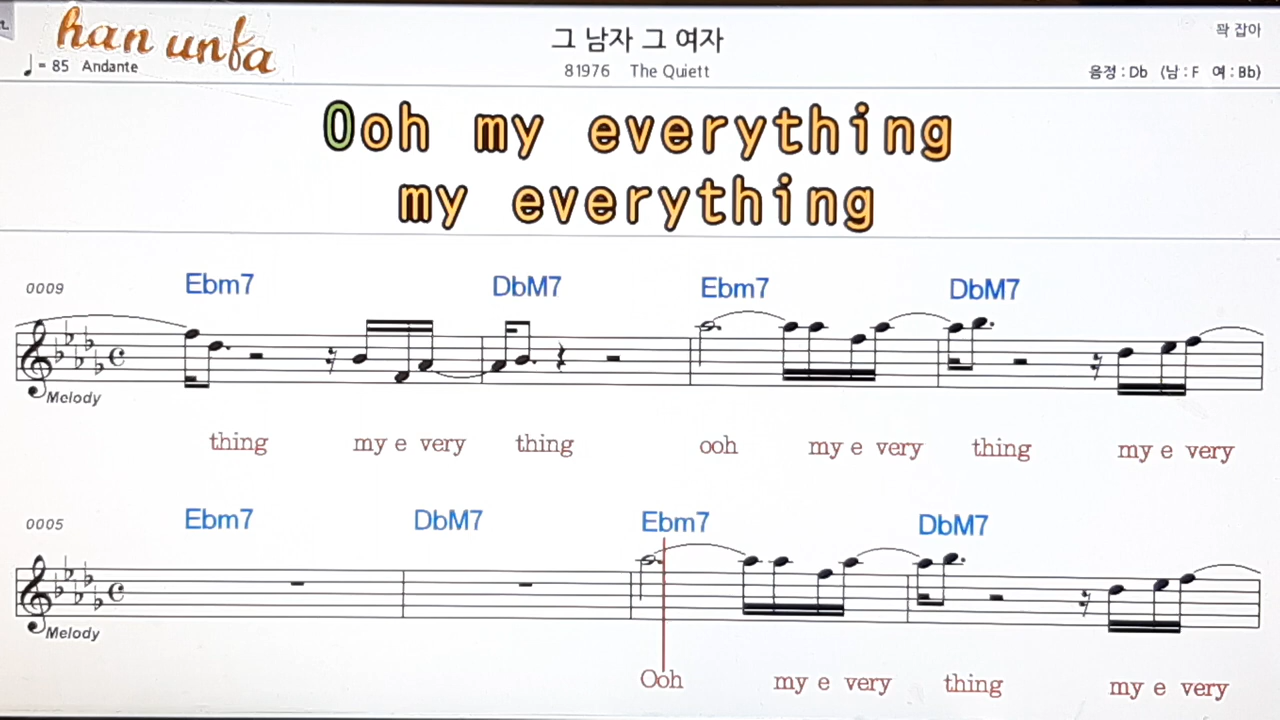 han unfa
그 남자 그 여자
꽉 잡아
♩= 85 Andante
81976 The Quiett
음정 : Db (남 : F 여 : Bb)
Ooh my everything
my everything
0009
Ebm7 DbM7 Ebm7 DbM7
Melody
thing my e very thing ooh my e very thing my e very
0005
Ebm7 DbM7 Ebm7 DbM7
Melody
Ooh my e very thing my e very